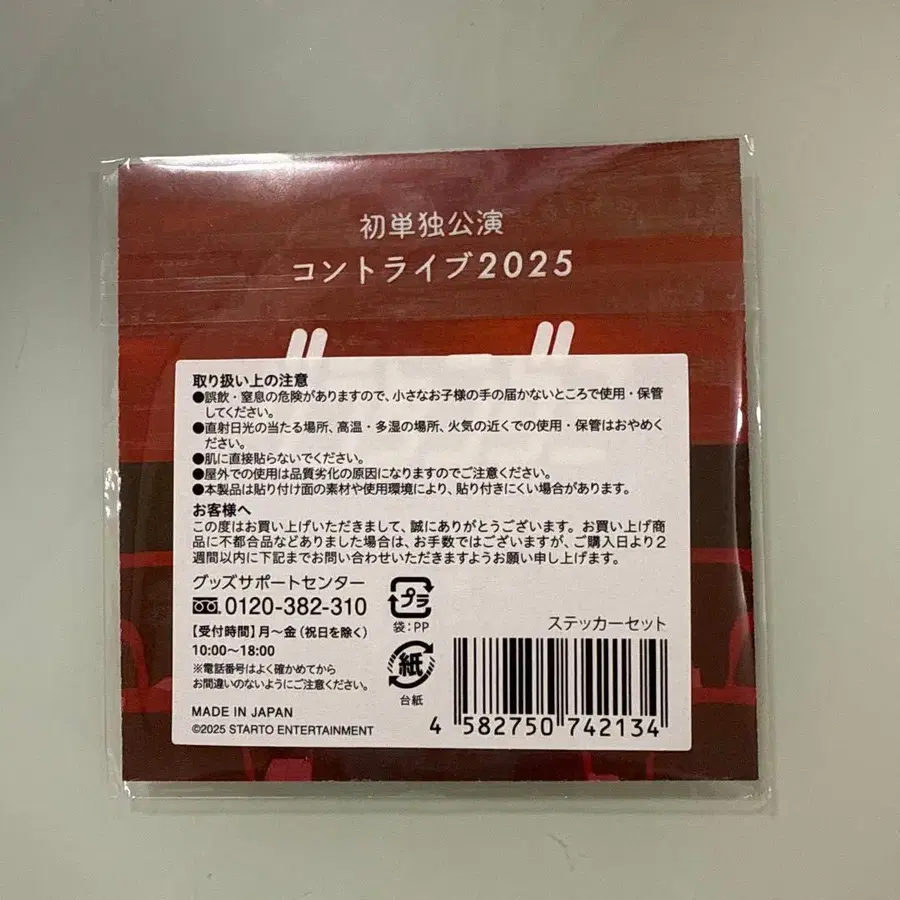 初単独公演
コントライブ2025
取り扱い上の注意
●誤飲・窒息の危険がありますので、小さなお子様の手の届かないところで使用・保管
してください。
●直射日光の当たる場所、高温・多湿の場所、火気の近くでの使用・保管はおやめく
ださい。
●肌に直接貼らないでください。
●屋外での使用は品質劣化の原因になりますのでご注意ください。
●本製品は貼り付け面の素材や使用環境により、貼り付きにくい場合があります。
お客様へ
この度はお買い上げいただきまして、誠にありがとうございます。お買い上げ商
品に不都合品などありました場合は、お手数ではございますが、ご購入日より2
週間以内に下記までお問い合わせいただきますようお願い申し上げます。
グッズサポートセンター
0120-382-310
【受付時間】月〜金（祝日を除く）
10:00〜18:00
※電話番号はよく確かめてから
お間違いのないようにご注意ください。
MADE IN JAPAN
©2025 STARTO ENTERTAINMENT
プラ
袋：PP
紙
台紙
ステッカーセット
4 582750 742134